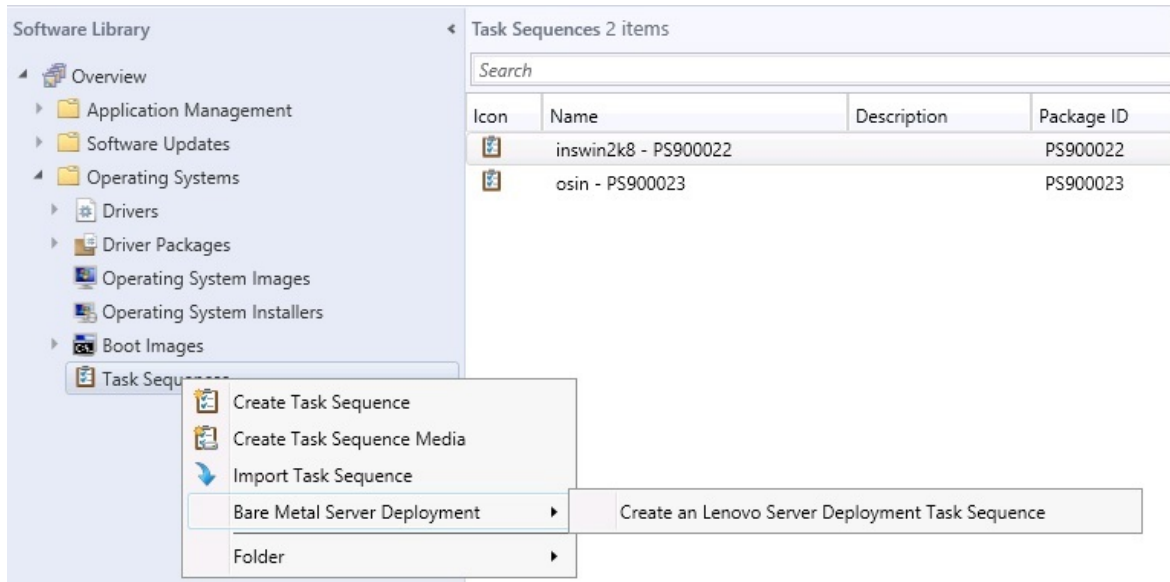 Software Library
Overview
Application Management
Software Updates
Operating Systems
Drivers
Driver Packages
Operating System Images
Operating System Installers
Boot Images
Task Sequences
Task Sequences 2 items
Search
Icon Name Description Package ID
inswin2k8 - PS900022 PS900022
osin - PS900023 PS900023
Create Task Sequence
Create Task Sequence Media
Import Task Sequence
Bare Metal Server Deployment
Create an Lenovo Server Deployment Task Sequence
Folder